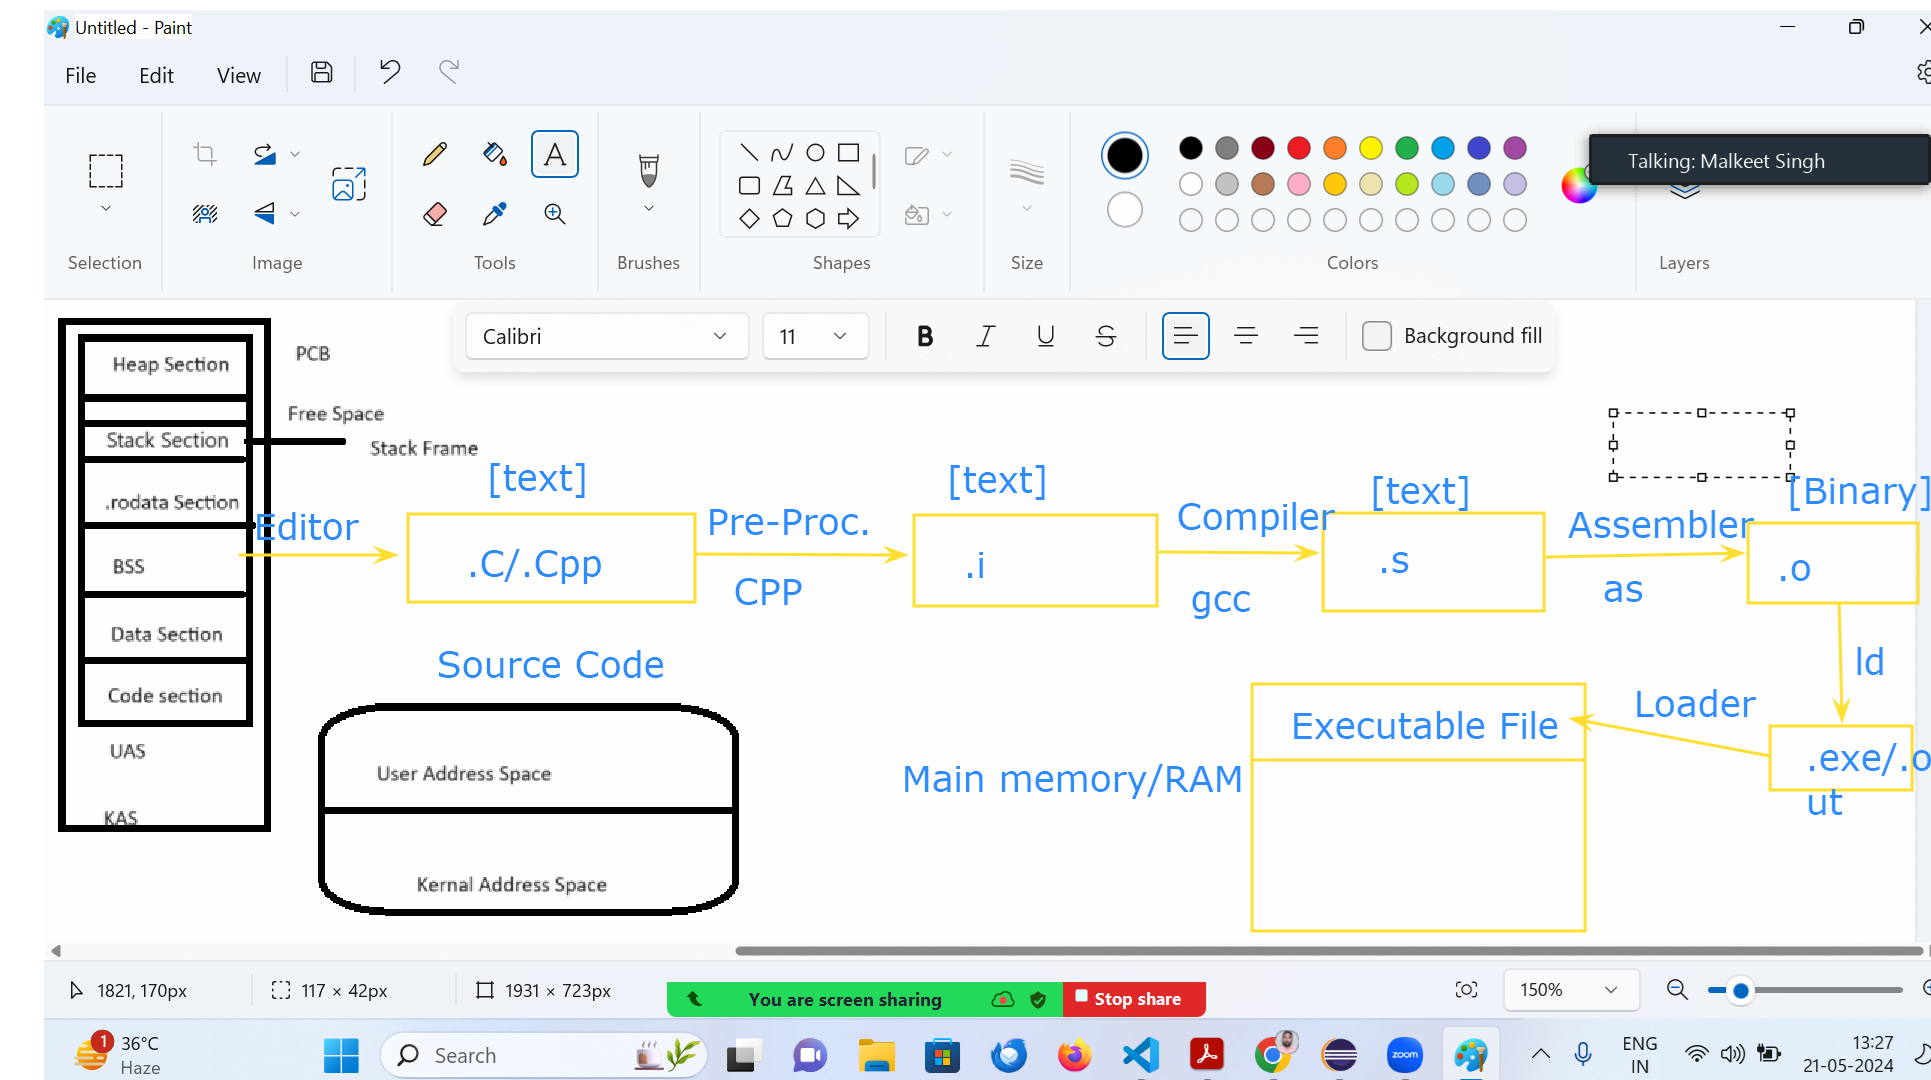 Untitled - Paint
File Edit View
Talking: Malkeet Singh
Selection Image Tools Brushes Shapes Size Colors Layers
Calibri 11 B I U S Background fill
Heap Section
PCB
Free Space
Stack Section
Stack Frame
.rodata Section
BSS
Data Section
Code section
UAS
KAS
[text] [text] [text] [Binary]
Editor Pre-Proc. Compiler Assembler
.C/.Cpp .i .s .o
CPP gcc as
Source Code
ld
Loader
Executable File
.exe/.o
ut
Main memory/RAM
User Address Space
Kernal Address Space
1821, 170px 117 × 42px 1931 × 723px 150%
You are screen sharing Stop share
1 36°C
Haze
Search
zoom
ENG
IN
13:27
21-05-2024